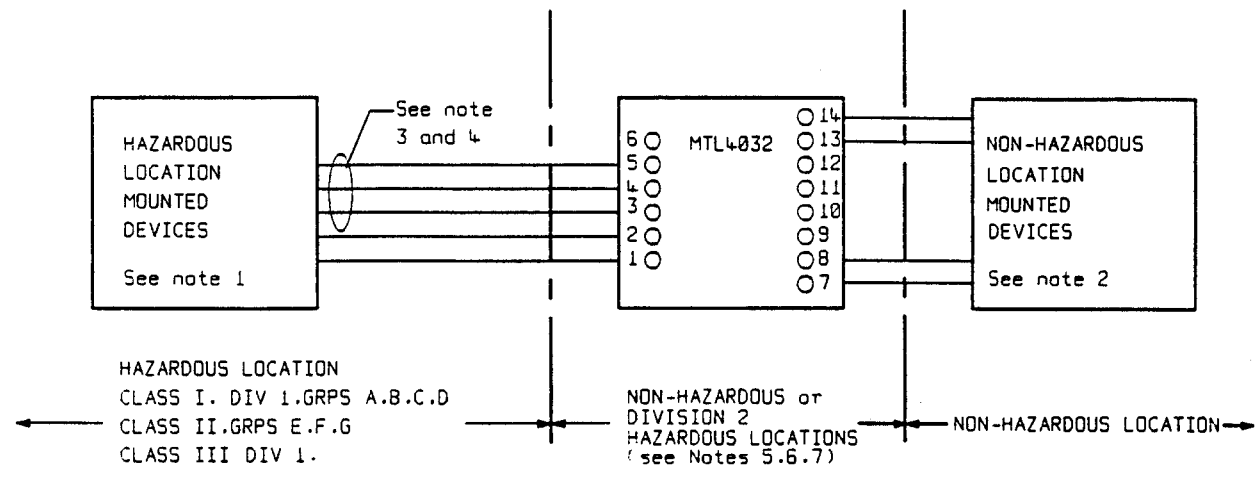 HAZARDOUS
LOCATION
MOUNTED
DEVICES
See note 1
See note
3 and 4
6
5
4
3
2
1
MTL4032
14
13
12
11
10
9
8
7
NON-HAZARDOUS
LOCATION
MOUNTED
DEVICES
See note 2
HAZARDOUS LOCATION
CLASS I. DIV 1.GRPS A.B.C.D
CLASS II.GRPS E.F.G
CLASS III DIV 1.
NON-HAZARDOUS or
DIVISION 2
HAZARDOUS LOCATIONS
(see Notes 5.6.7)
NON-HAZARDOUS LOCATION